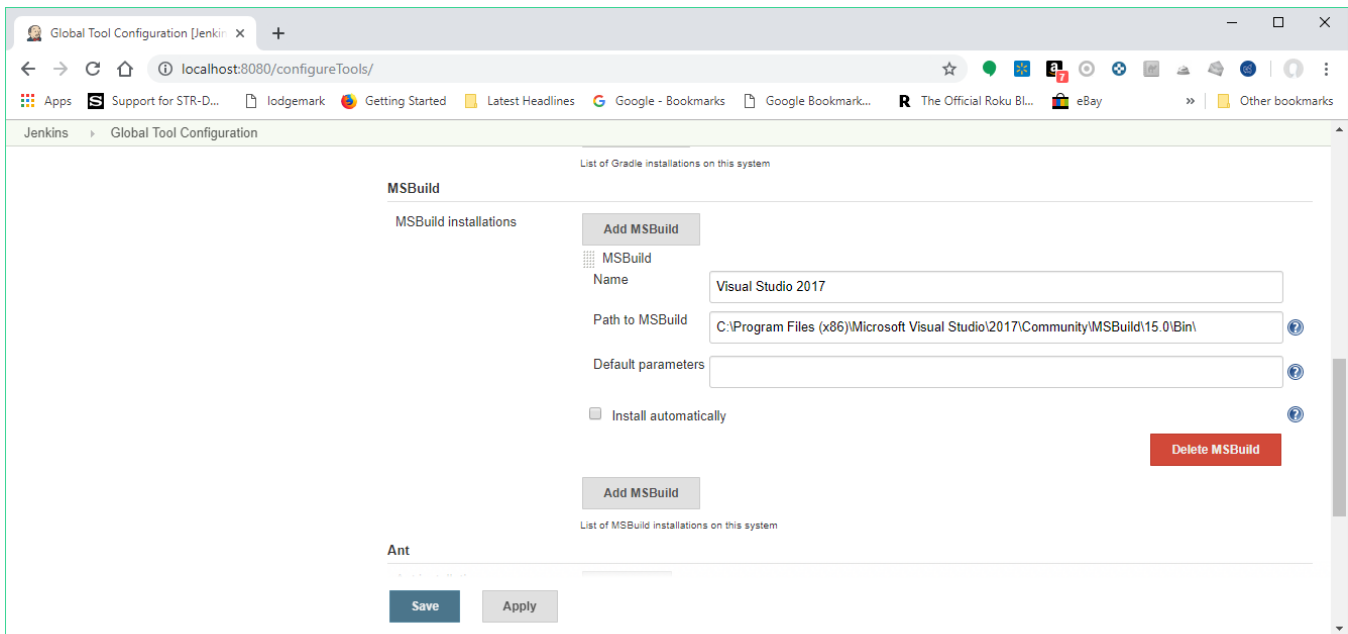 Global Tool Configuration [Jenkin
localhost:8080/configureTools/
7
Apps S Support for STR-D... lodgemark Getting Started Latest Headlines G Google - Bookmarks Google Bookmark... R The Official Roku Bl... eBay » Other bookmarks
Jenkins Global Tool Configuration
List of Gradle installations on this system
MSBuild
MSBuild installations
Add MSBuild
MSBuild
Name
Visual Studio 2017
Path to MSBuild
C:\Program Files (x86)\Microsoft Visual Studio\2017\Community\MSBuild\15.0\Bin\
Default parameters
Install automatically
Delete MSBuild
Add MSBuild
List of MSBuild installations on this system
Ant
Save Apply